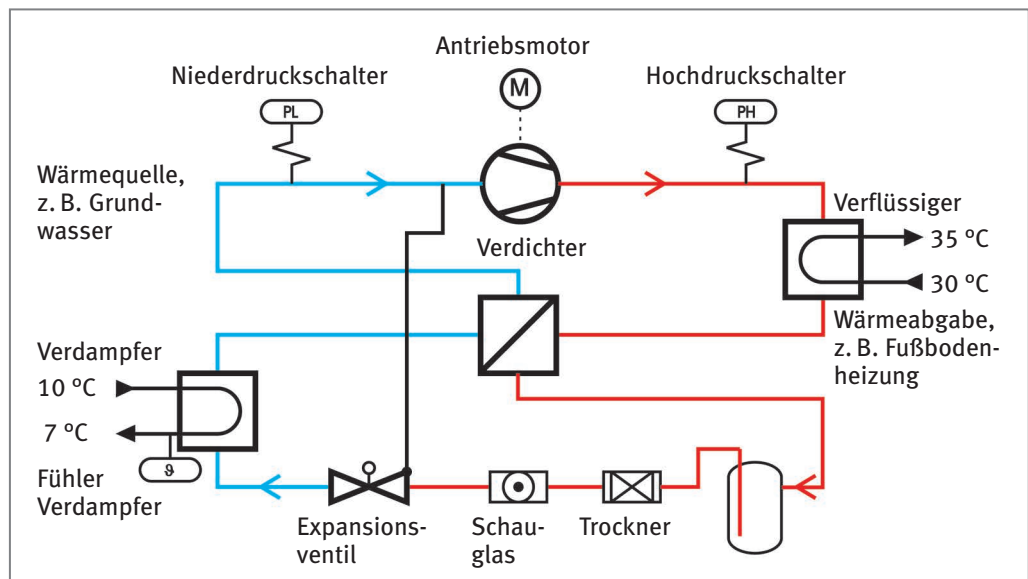 Antriebsmotor
Niederdruckschalter
Hochdruckschalter
M
PL
PH
Wärmequelle,
z. B. Grund-
wasser
Verdichter
Verflüssiger
35 °C
30 °C
Wärmeabgabe,
z. B. Fußboden-
heizung
Verdampfer
10 °C
7 °C
ϑ
Fühler
Verdampfer
Expansions-
ventil
Schau-
glas
Trockner